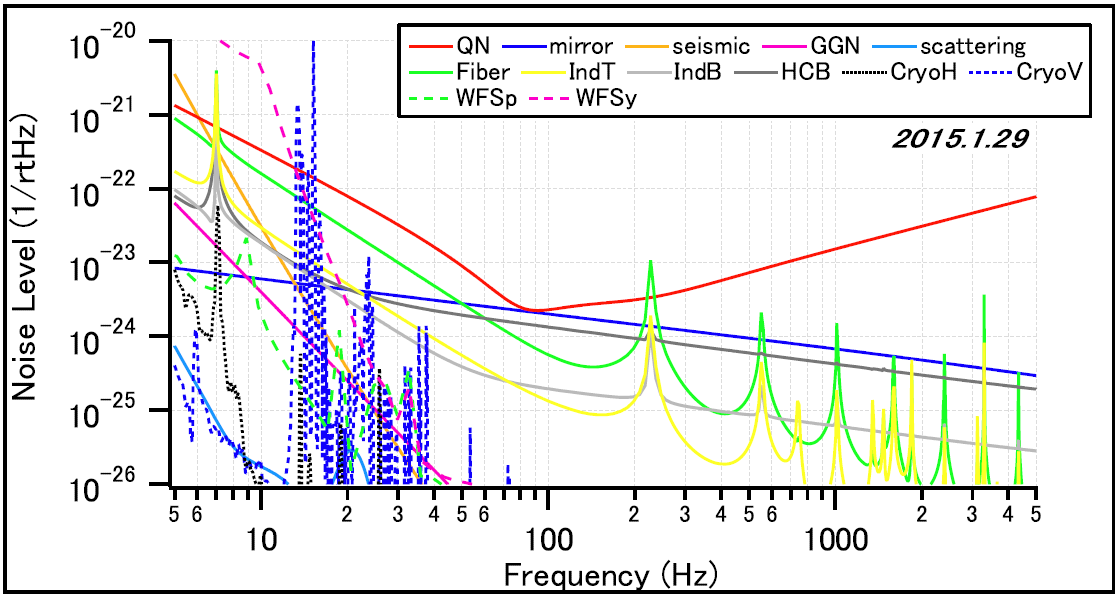 QN mirror seismic GGN scattering
Fiber IndT IndB HCB CryoH CryoV
WFSp WFSy
2015.1.29
Noise Level (1/rtHz)
10-20
10-21
10-22
10-23
10-24
10-25
10-26
5 6 2 3 4 5 6 2 3 4 5 6 2 3 4 5
10 100 1000
Frequency (Hz)